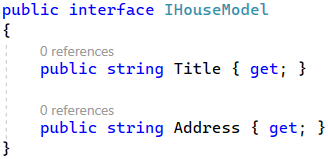 public interface IHouseModel
{
0 references
public string Title { get; }
0 references
public string Address { get; }
}